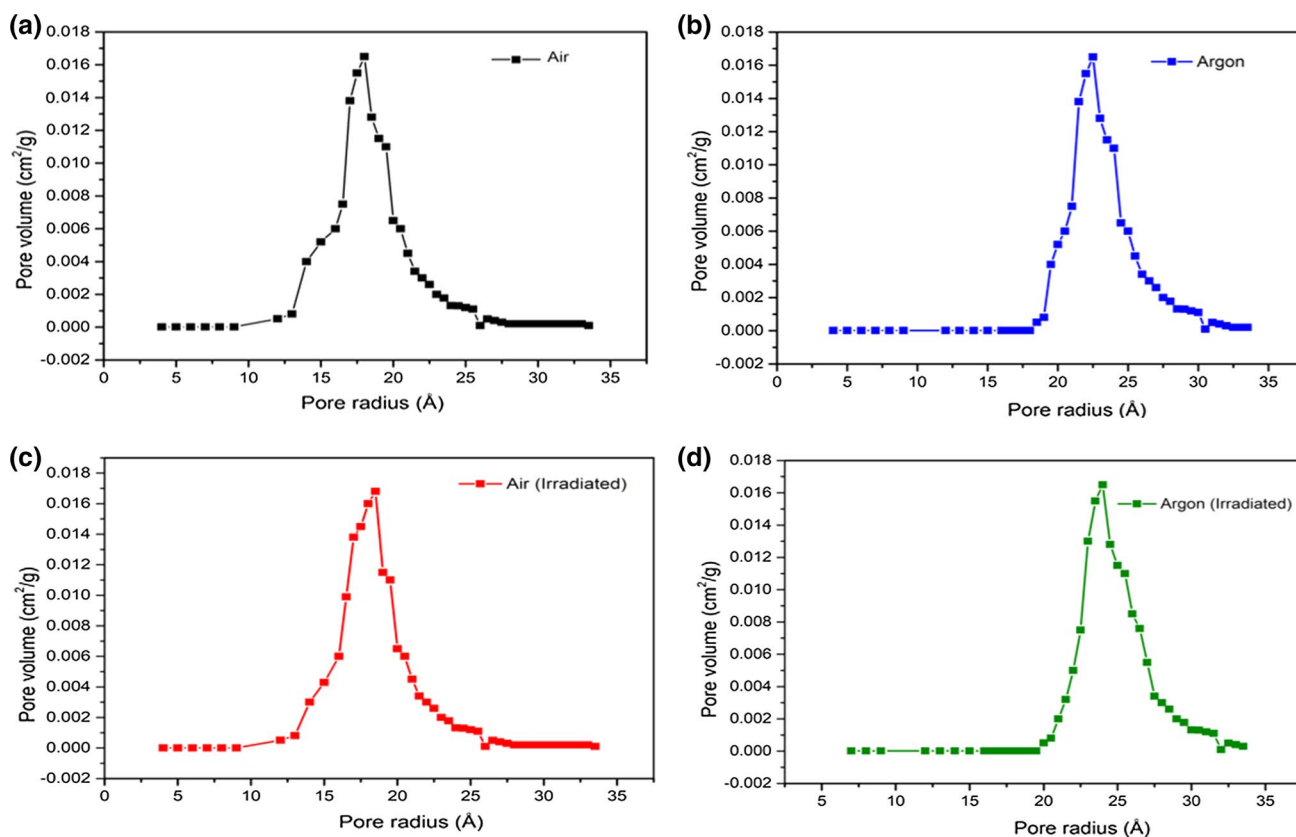 (a)
Air
Pore volume (cm²/g)
0.018
0.016
0.014
0.012
0.010
0.008
0.006
0.004
0.002
0.000
-0.002
0 5 10 15 20 25 30 35
Pore radius (Å)
(b)
Argon
Pore volume (cm²/g)
0.018
0.016
0.014
0.012
0.010
0.008
0.006
0.004
0.002
0.000
-0.002
0 5 10 15 20 25 30 35
Pore radius (Å)
(c)
Air (Irradiated)
Pore volume (cm²/g)
0.018
0.016
0.014
0.012
0.010
0.008
0.006
0.004
0.002
0.000
-0.002
0 5 10 15 20 25 30 35
Pore radius (Å)
(d)
Argon (Irradiated)
Pore volume (cm²/g)
0.018
0.016
0.014
0.012
0.010
0.008
0.006
0.004
0.002
0.000
-0.002
5 10 15 20 25 30 35
Pore radius (Å)